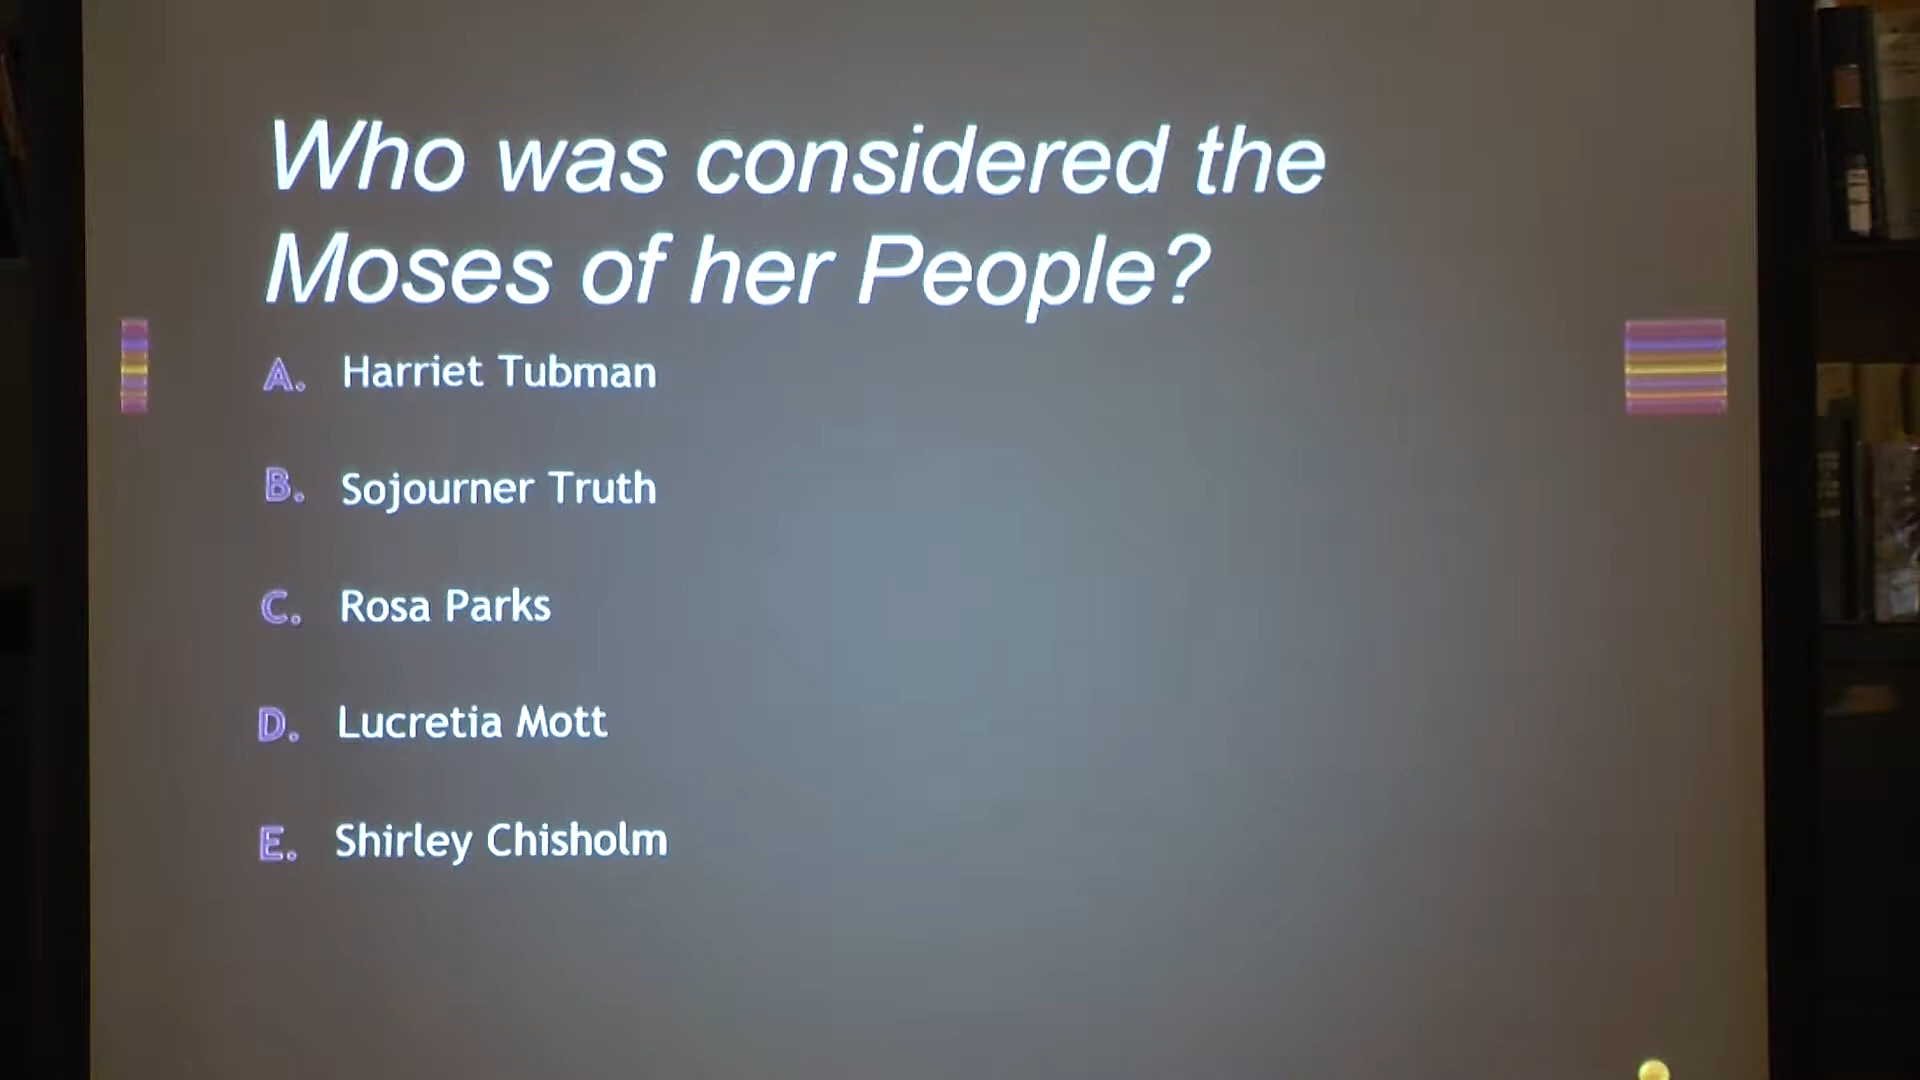 Who was considered the
Moses of her People?
A. Harriet Tubman
B. Sojourner Truth
C. Rosa Parks
D. Lucretia Mott
E. Shirley Chisholm